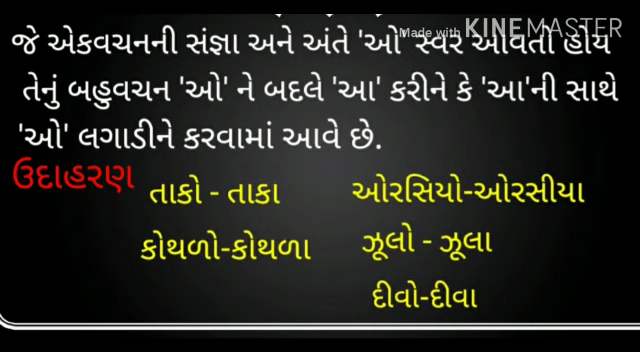 Made with KINEMASTER
જે એકવચનની સંજ્ઞા અને અંતે 'ઓ' સ્વર આવતો હોય
તેનું બહુવચન 'ઓ' ને બદલે 'આ' કરીને કે 'આ'ની સાથે
'ઓ' લગાડીને કરવામાં આવે છે.
ઉદાહરણ
તાકો - તાકા ઓરસિયો-ઓરસીયા
કોથળો-કોથળા ઝૂલો - ઝૂલા
દીવો-દીવા